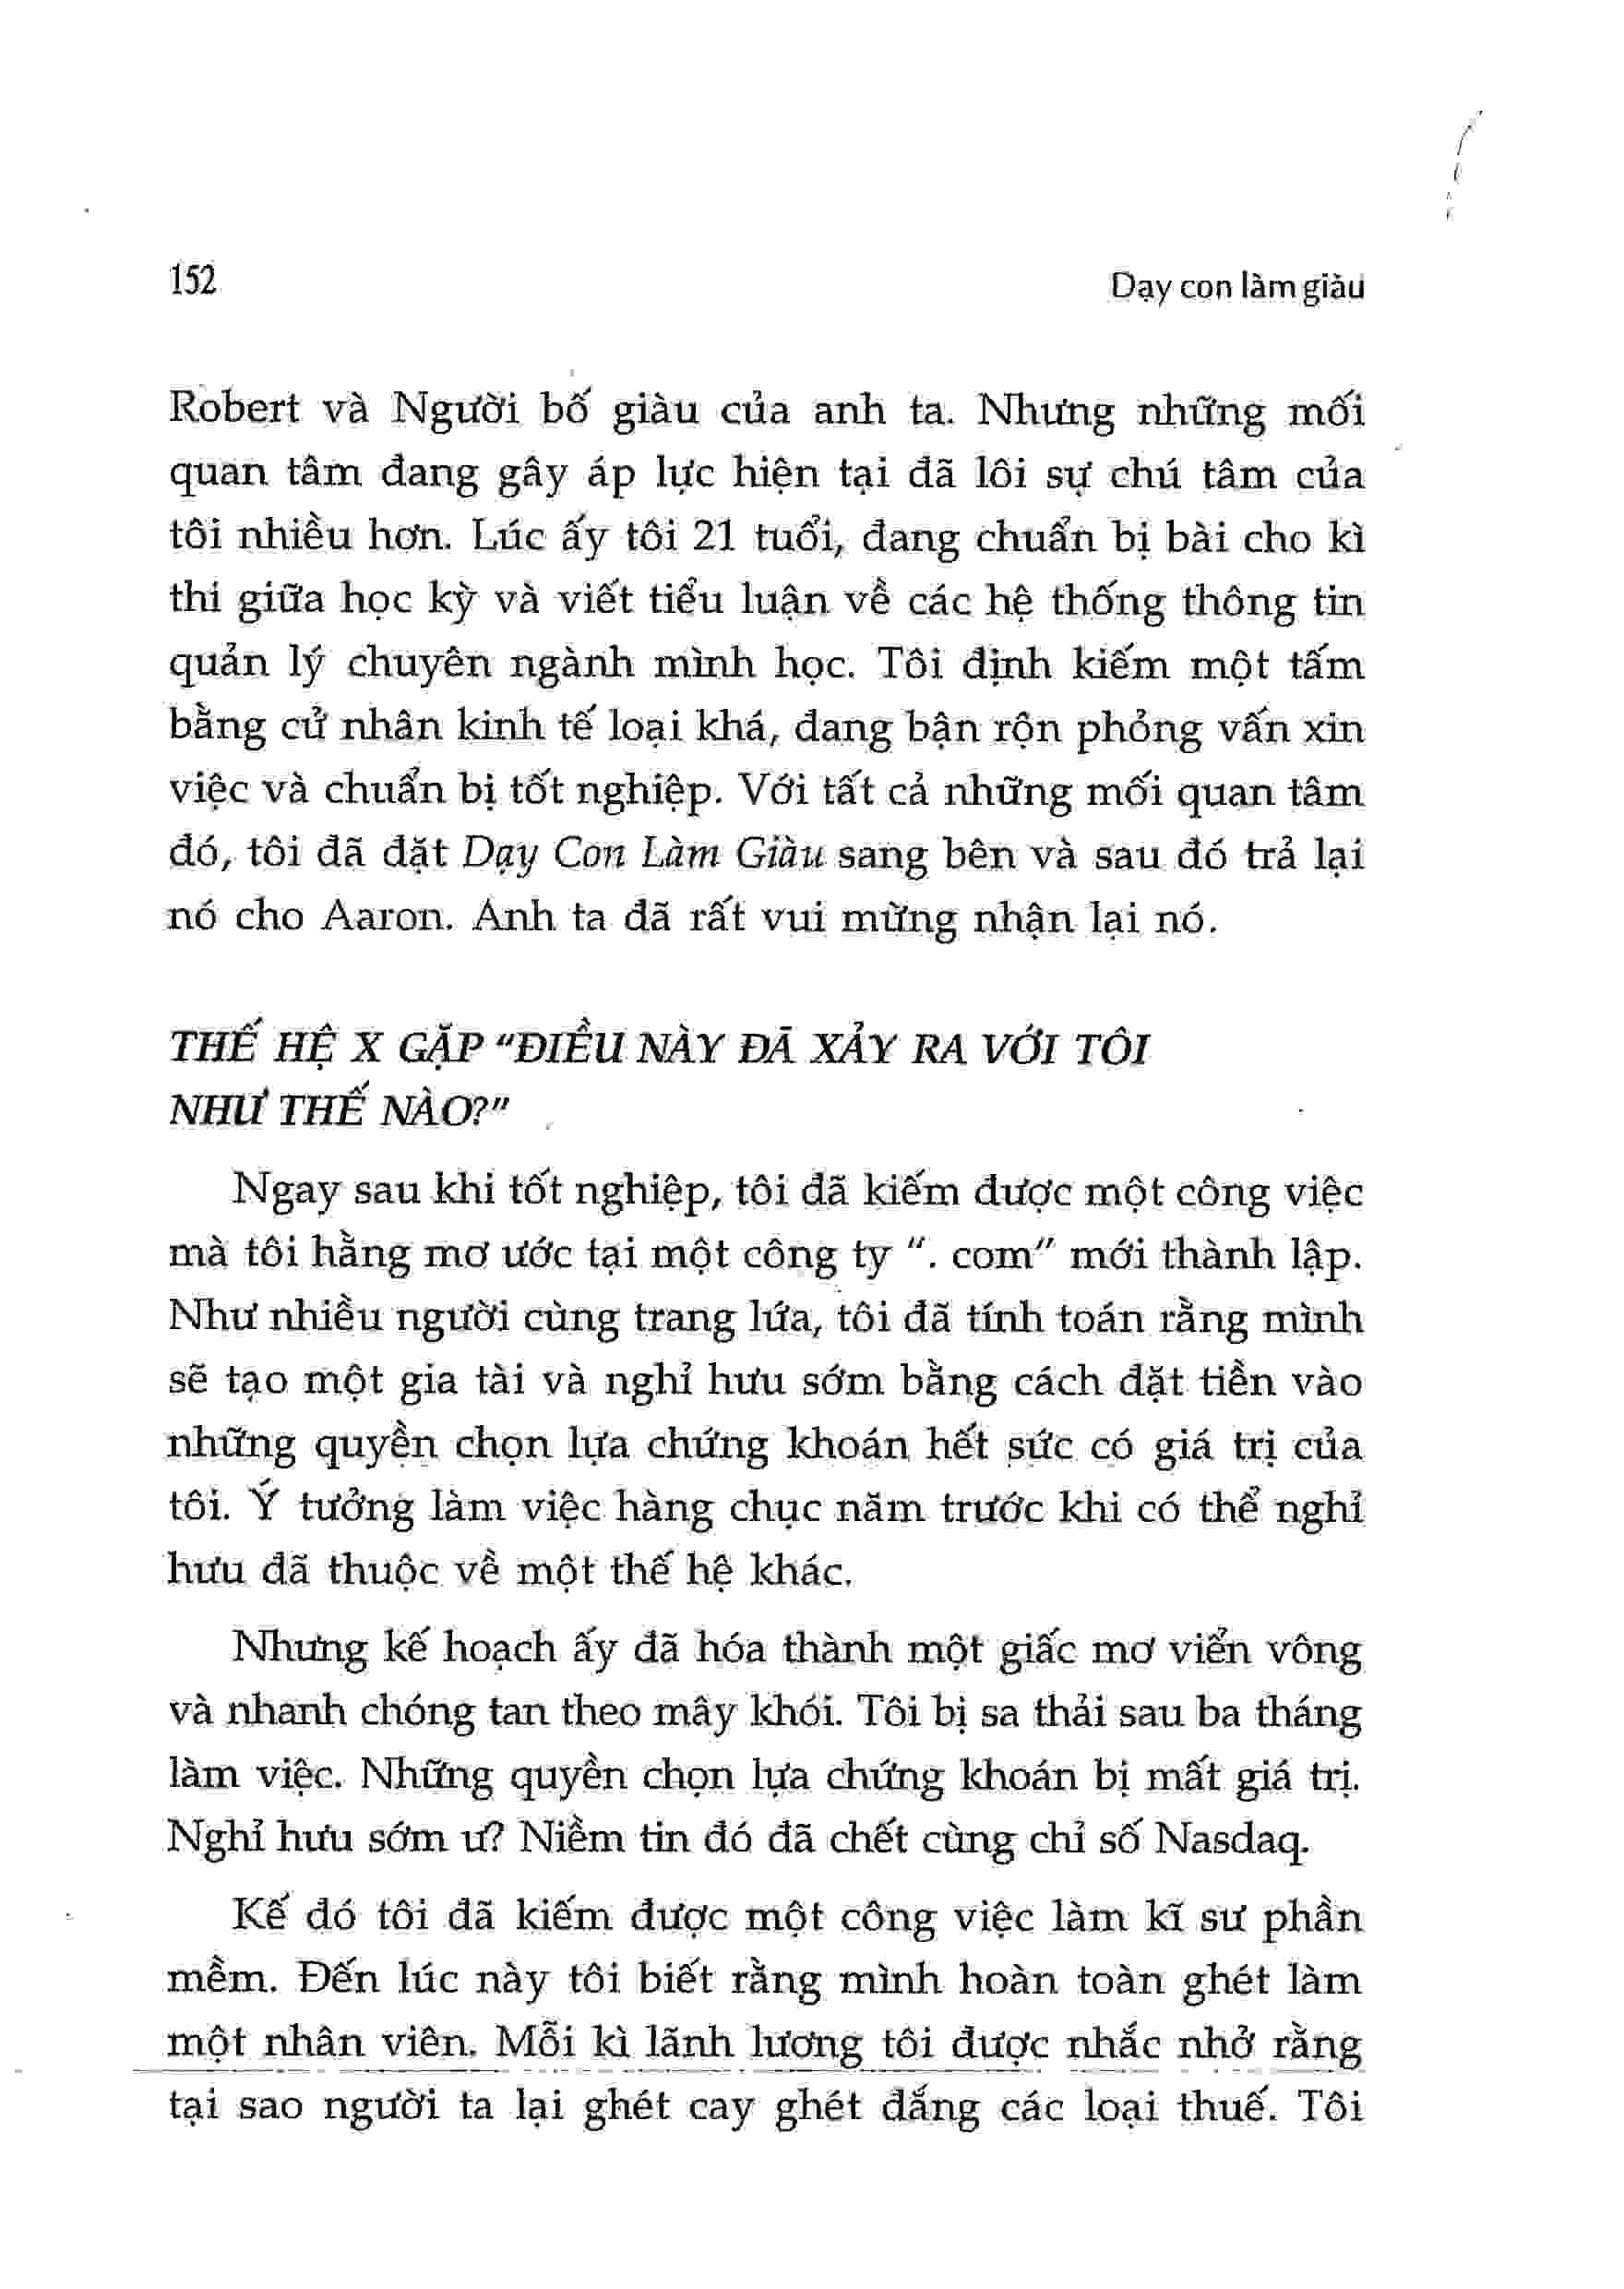 152
Dạy con làm giàu
Robert và Người bố giàu của anh ta. Nhưng những mối
quan tâm đang gây áp lực hiện tại đã lôi sự chú tâm của
tôi nhiều hơn. Lúc ấy tôi 21 tuổi, đang chuẩn bị bài cho kì
thi giữa học kỳ và viết tiểu luận về các hệ thống thông tin
quản lý chuyên ngành mình học. Tôi định kiếm một tấm
bằng cử nhân kinh tế loại khá, đang bận rộn phỏng vấn xin
việc và chuẩn bị tốt nghiệp. Với tất cả những mối quan tâm
đó, tôi đã đặt Dạy Con Làm Giàu sang bên và sau đó trả lại
nó cho Aaron. Anh ta đã rất vui mừng nhận lại nó.
THẾ HỆ X GẶP “ĐIỀU NÀY ĐÃ XẢY RA VỚI TÔI
NHƯ THẾ NÀO?”
Ngay sau khi tốt nghiệp, tôi đã kiếm được một công việc
mà tôi hằng mơ ước tại một công ty “. com” mới thành lập.
Như nhiều người cùng trang lứa, tôi đã tính toán rằng mình
sẽ tạo một gia tài và nghỉ hưu sớm bằng cách đặt tiền vào
những quyền chọn lựa chứng khoán hết sức có giá trị của
tôi. Ý tưởng làm việc hàng chục năm trước khi có thể nghỉ
hưu đã thuộc về một thế hệ khác.
Nhưng kế hoạch ấy đã hóa thành một giấc mơ viển vông
và nhanh chóng tan theo mây khói. Tôi bị sa thải sau ba tháng
làm việc. Những quyền chọn lựa chứng khoán bị mất giá trị.
Nghỉ hưu sớm ư? Niềm tin đó đã chết cùng chỉ số Nasdaq.
Kế đó tôi đã kiếm được một công việc làm kĩ sư phần
mềm. Đến lúc này tôi biết rằng mình hoàn toàn ghét làm
một nhân viên. Mỗi kì lãnh lương tôi được nhắc nhở rằng
tại sao người ta lại ghét cay ghét đắng các loại thuế. Tôi